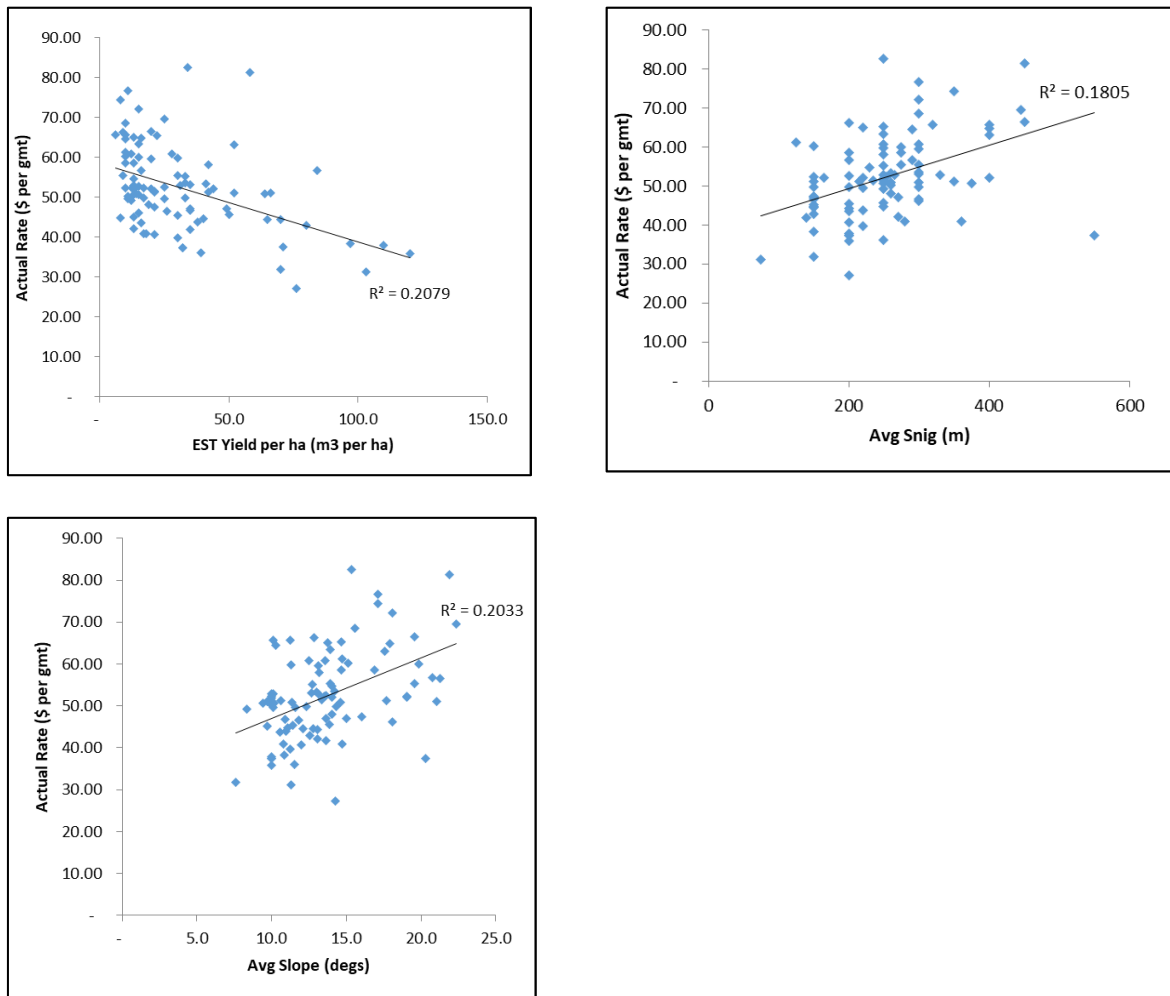 90.00
80.00
70.00
60.00
50.00
40.00
30.00
20.00
10.00
-
Actual Rate ($ per gmt)
R² = 0.2079
- 50.0 100.0 150.0
EST Yield per ha (m3 per ha)
90.00
80.00
70.00
60.00
50.00
40.00
30.00
20.00
10.00
-
Actual Rate ($ per gmt)
R² = 0.1805
0 200 400 600
Avg Snig (m)
90.00
80.00
70.00
60.00
50.00
40.00
30.00
20.00
10.00
-
Actual Rate ($ per gmt)
R² = 0.2033
- 5.0 10.0 15.0 20.0 25.0
Avg Slope (degs)